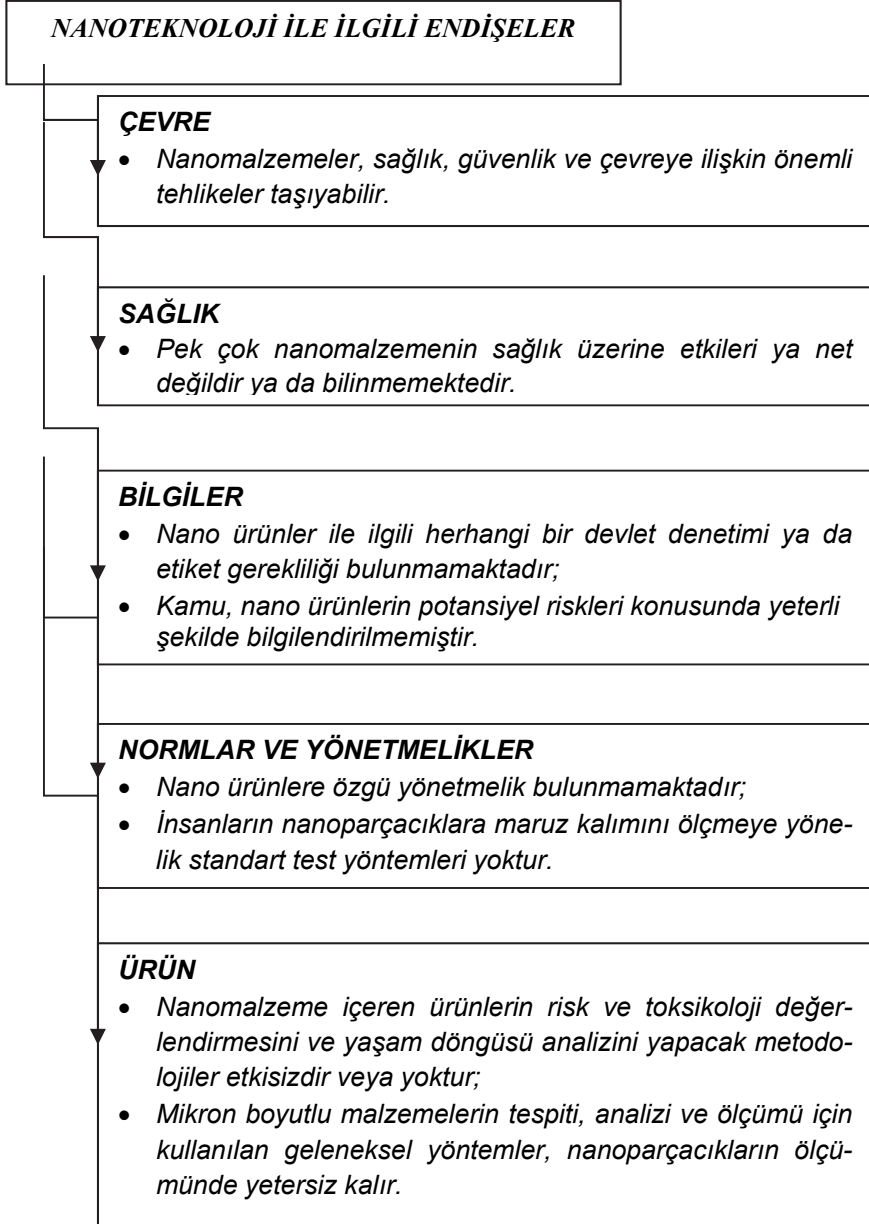 NANOTEKNOLOJİ İLE İLGİLİ ENDİŞELER
ÇEVRE
• Nanomalzemeler, sağlık, güvenlik ve çevreye ilişkin önemli
tehlikeler taşıyabilir.
SAĞLIK
• Pek çok nanomalzemenin sağlık üzerine etkileri ya net
değildir ya da bilinmemektedir.
BİLGİLER
• Nano ürünler ile ilgili herhangi bir devlet denetimi ya da
etiket gerekliliği bulunmamaktadır;
• Kamu, nano ürünlerin potansiyel riskleri konusunda yeterli
şekilde bilgilendirilmemiştir.
NORMLAR VE YÖNETMELİKLER
• Nano ürünlere özgü yönetmelik bulunmamaktadır;
• İnsanların nanoparçacıklara maruz kalımını ölçmeye yöne-
lik standart test yöntemleri yoktur.
ÜRÜN
• Nanomalzeme içeren ürünlerin risk ve toksikoloji değer-
lendirmesini ve yaşam döngüsü analizini yapacak metodo-
lojiler etkisizdir veya yoktur;
• Mikron boyutlu malzemelerin tespiti, analizi ve ölçümü için
kullanılan geleneksel yöntemler, nanoparçacıkların ölçü-
münde yetersiz kalır.